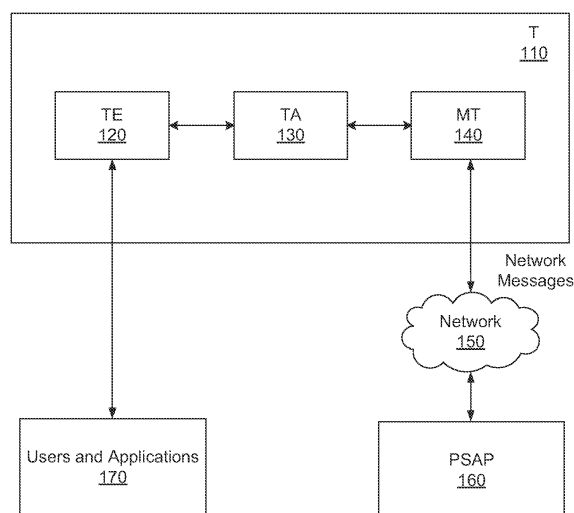 T
110
TE
120
TA
130
MT
140
Network
Messages
Network
150
Users and Applications
170
PSAP
160